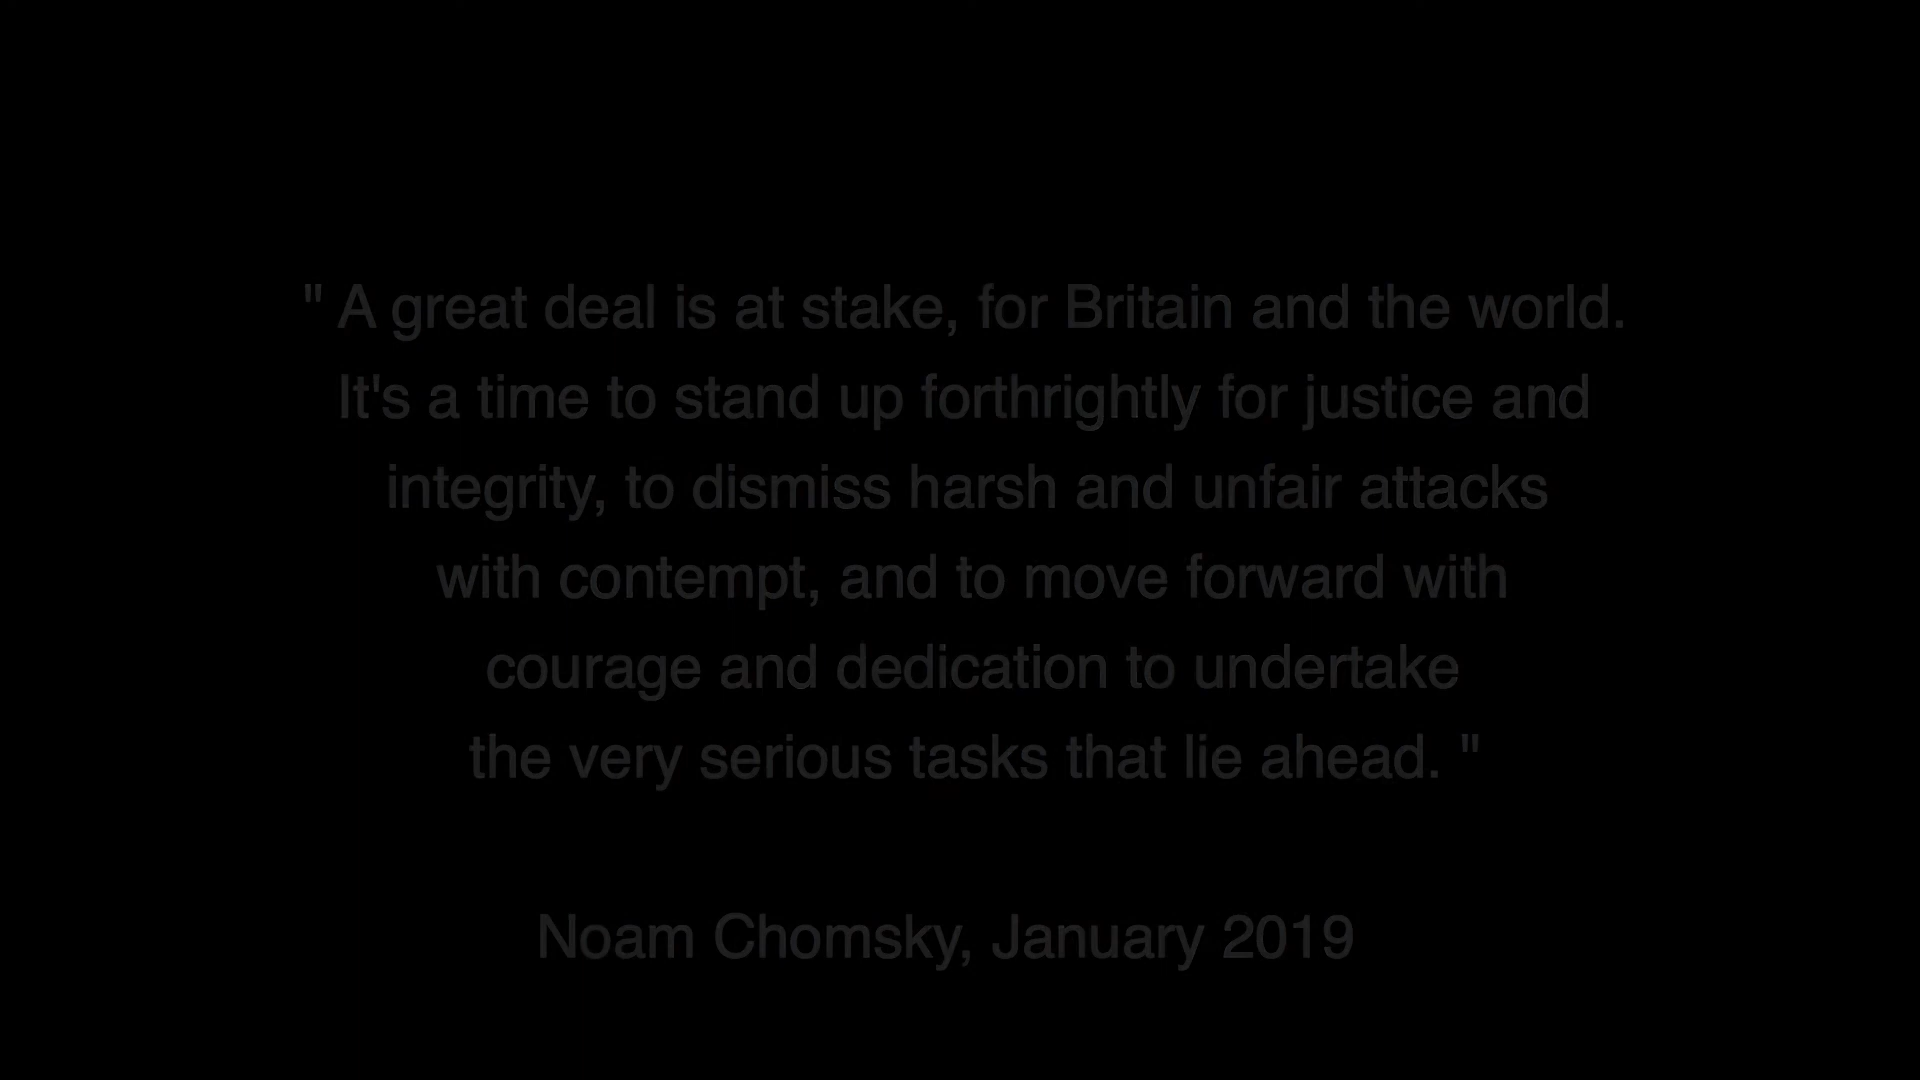 " A great deal is at stake, for Britain and the world.
It's a time to stand up forthrightly for justice and
integrity, to dismiss harsh and unfair attacks
with contempt, and to move forward with
courage and dedication to undertake
the very serious tasks that lie ahead. "
Noam Chomsky, January 2019